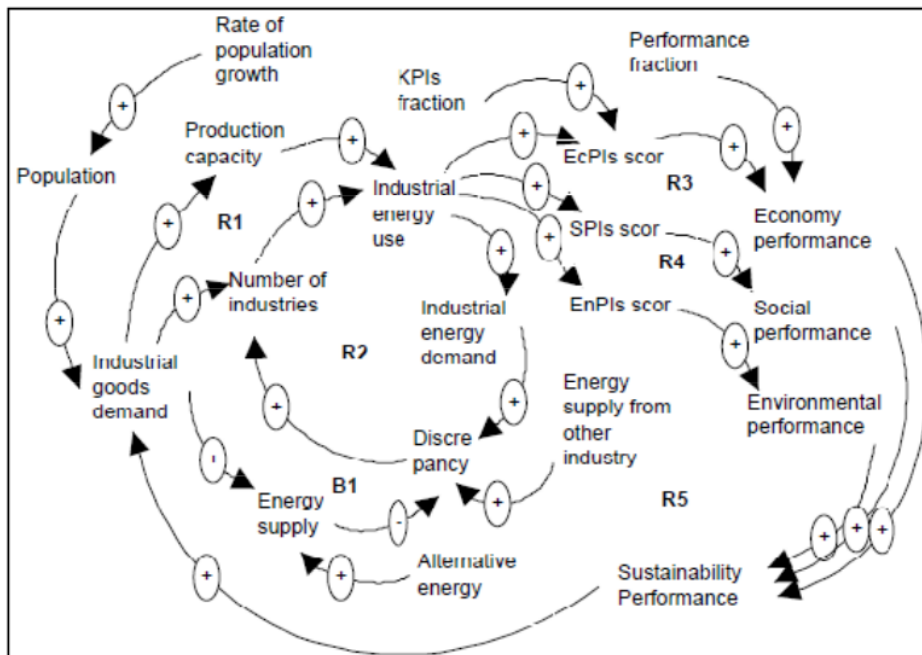 Rate of
population
growth
Performance
fraction
KPIs
fraction
+
+
+
Production
capacity
+
+
+
EcPIs scor
Population
R3
Industrial
energy
use
+
+
R1
+
+
Economy
performance
SPIs scor
+
+
R4
Number of
industries
+
EnPIs scor
Industrial
energy
demand
Social
performance
+
R2
+
Industrial
goods
demand
Energy
supply from
other
industry
+
+
Environmental
performance
Discre
pancy
-
B1
R5
Energy
supply
-
+
+
+
+
Alternative
energy
+
+
Sustainability
Performance